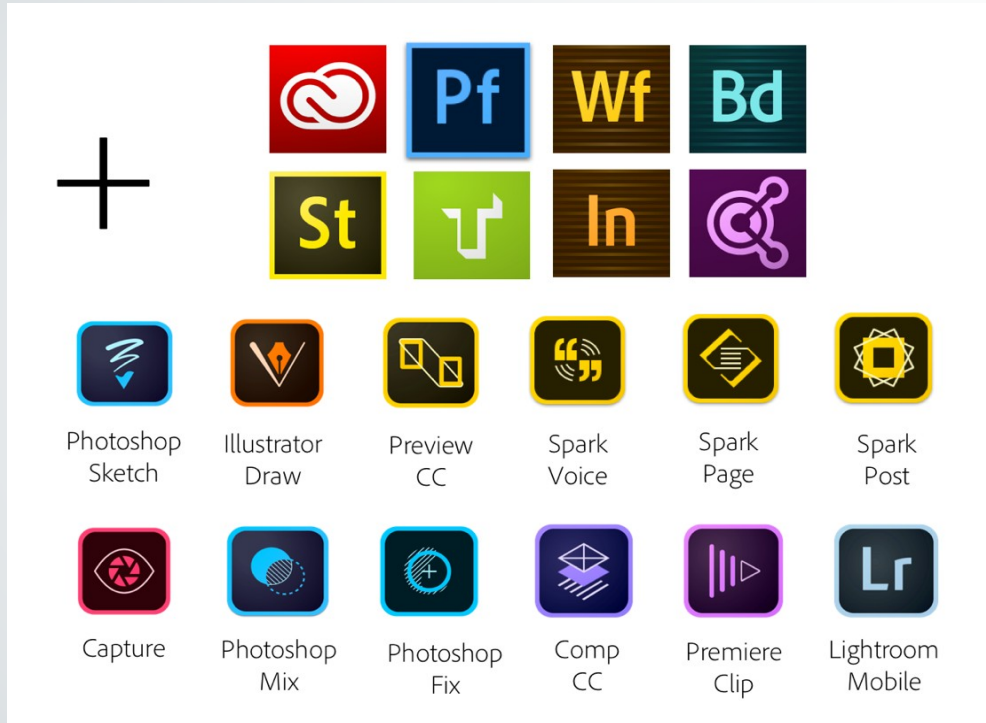 Pf Wf Bd
St In
Photoshop Illustrator Preview Spark Spark Spark
Sketch Draw CC Voice Page Post
Lr
Capture Photoshop Photoshop Comp Premiere Lightroom
Mix Fix CC Clip Mobile